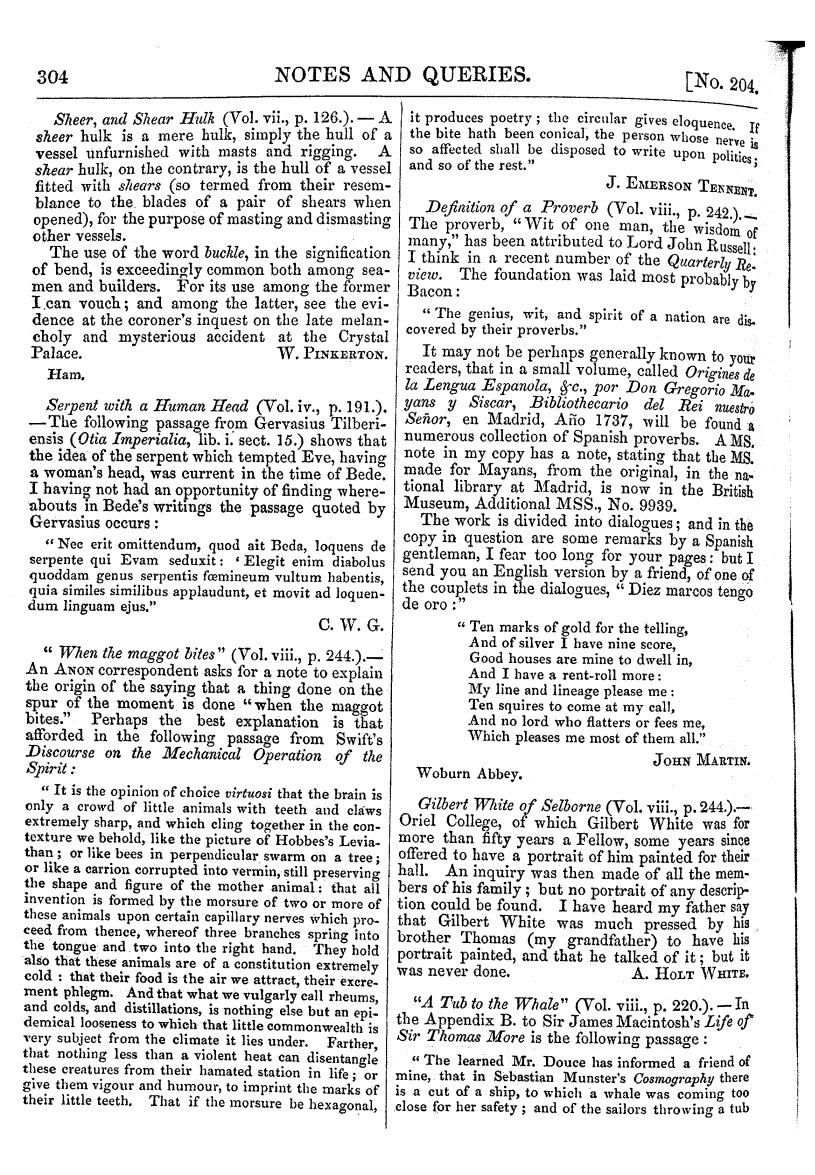 304 NOTES AND QUERIES. [No. 204.
Sheer, and Shear Hulk (Vol. vii., p. 126.). — A
sheer hulk is a mere hulk, simply the hull of a
vessel unfurnished with masts and rigging. A
shear hulk, on the contrary, is the hull of a vessel
fitted with shears (so termed from their resem-
blance to the blades of a pair of shears when
opened), for the purpose of masting and dismasting
other vessels.
The use of the word buckle, in the signification
of bend, is exceedingly common both among sea-
men and builders. For its use among the former
I can vouch; and among the latter, see the evi-
dence at the coroner's inquest on the late melan-
choly and mysterious accident at the Crystal
Palace. W. PINKERTON.
Ham.
Serpent with a Human Head (Vol. iv., p. 191.).
— The following passage from Gervasius Tilberi-
ensis (Otia Imperialia, lib. i. sect. 15.) shows that
the idea of the serpent which tempted Eve, having
a woman's head, was current in the time of Bede.
I having not had an opportunity of finding where-
abouts in Bede's writings the passage quoted by
Gervasius occurs:
"Nec erit omittendum, quod ait Beda, loquens de
serpente qui Evam seduxit: 'Elegit enim diabolus
quoddam genus serpentis fœmineum vultum habentis,
quia similes similibus applaudunt, et movit ad loquen-
dum linguam ejus."
C. W. G.
"When the maggot bites" (Vol. viii., p. 244.).—
An ANON correspondent asks for a note to explain
the origin of the saying that a thing done on the
spur of the moment is done "when the maggot
bites." Perhaps the best explanation is that
afforded in the following passage from Swift's
Discourse on the Mechanical Operation of the
Spirit:
"It is the opinion of choice virtuosi that the brain is
only a crowd of little animals with teeth and claws
extremely sharp, and which cling together in the con-
texture we behold, like the picture of Hobbes's Levia-
than; or like bees in perpendicular swarm on a tree;
or like a carrion corrupted into vermin, still preserving
the shape and figure of the mother animal: that all
invention is formed by the morsure of two or more of
these animals upon certain capillary nerves which pro-
ceed from thence, whereof three branches spring into
the tongue and two into the right hand. They hold
also that these animals are of a constitution extremely
cold: that their food is the air we attract, their excre-
ment phlegm. And that what we vulgarly call rheums,
and colds, and distillations, is nothing else but an epi-
demical looseness to which that little commonwealth is
very subject from the climate it lies under. Farther,
that nothing less than a violent heat can disentangle
these creatures from their hamated station in life; or
give them vigour and humour, to imprint the marks of
their little teeth. That if the morsure be hexagonal,
it produces poetry; the circular gives eloquence. If
the bite hath been conical, the person whose nerve is
so affected shall be disposed to write upon politics;
and so of the rest."
J. EMERSON TENNENT.
Definition of a Proverb (Vol. viii., p. 242.).—
The proverb, "Wit of one man, the wisdom of
many," has been attributed to Lord John Russell:
I think in a recent number of the Quarterly Re-
view. The foundation was laid most probably by
Bacon:
"The genius, wit, and spirit of a nation are dis-
covered by their proverbs."
It may not be perhaps generally known to your
readers, that in a small volume, called Origines de
la Lengua Espanola, &c., por Don Gregorio Ma-
yans y Siscar, Bibliothecario del Rei nuestro
Señor, en Madrid, Año 1737, will be found a
numerous collection of Spanish proverbs. A MS.
note in my copy has a note, stating that the MS.
made for Mayans, from the original, in the na-
tional library at Madrid, is now in the British
Museum, Additional MSS., No. 9939.
The work is divided into dialogues; and in the
copy in question are some remarks by a Spanish
gentleman, I fear too long for your pages: but I
send you an English version by a friend, of one of
the couplets in the dialogues, "Diez marcos tengo
de oro:"
"Ten marks of gold for the telling,
And of silver I have nine score,
Good houses are mine to dwell in,
And I have a rent-roll more:
My line and lineage please me:
Ten squires to come at my call,
And no lord who flatters or fees me,
Which pleases me most of them all."
JOHN MARTIN.
Woburn Abbey.
Gilbert White of Selborne (Vol. viii., p. 244.).—
Oriel College, of which Gilbert White was for
more than fifty years a Fellow, some years since
offered to have a portrait of him painted for their
hall. An inquiry was then made of all the mem-
bers of his family; but no portrait of any descrip-
tion could be found. I have heard my father say
that Gilbert White was much pressed by his
brother Thomas (my grandfather) to have his
portrait painted, and that he talked of it; but it
was never done. A. HOLT WHITE.
"A Tub to the Whale" (Vol. viii., p. 220.). — In
the Appendix B. to Sir James Macintosh's Life of
Sir Thomas More is the following passage:
"The learned Mr. Douce has informed a friend of
mine, that in Sebastian Munster's Cosmography there
is a cut of a ship, to which a whale was coming too
close for her safety; and of the sailors throwing a tub